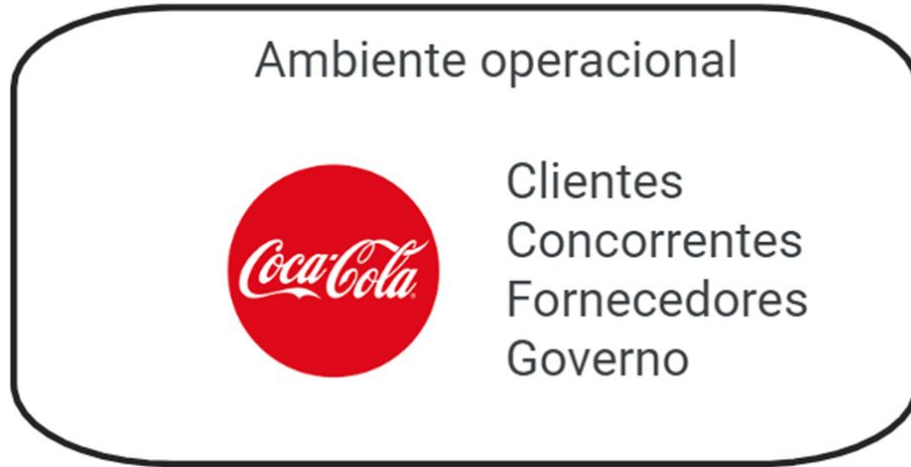 Ambiente operacional
Coca-Cola
Clientes
Concorrentes
Fornecedores
Governo